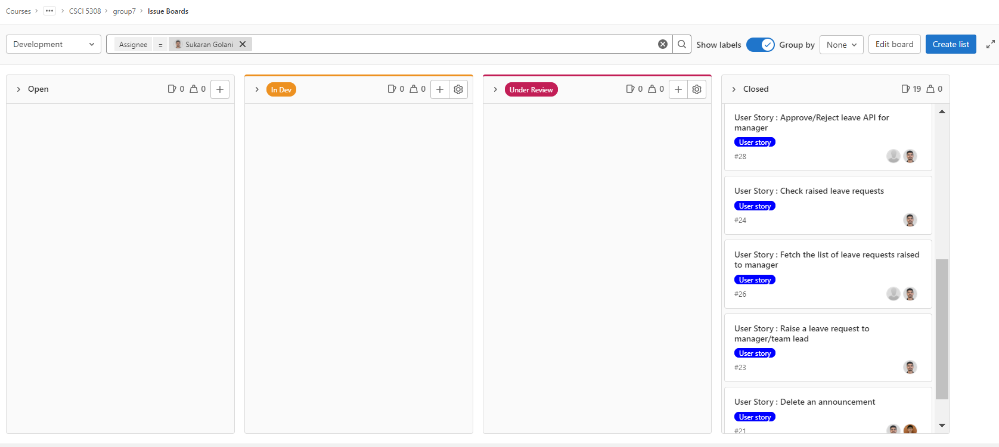 Courses > ... > CSCI 5308 > group7 > Issue Boards
Development
Assignee = Sukaran Golani
Show labels
Group by
None
Edit board
Create list
Open
0 0
In Dev
0 0
Under Review
0 0
Closed
19 0
User Story : Approve/Reject leave API for
manager
User story
#28
User Story : Check raised leave requests
User story
#24
User Story : Fetch the list of leave requests raised
to manager
User story
#26
User Story : Raise a leave request to
manager/team lead
User story
#23
User Story : Delete an announcement
User story
#21